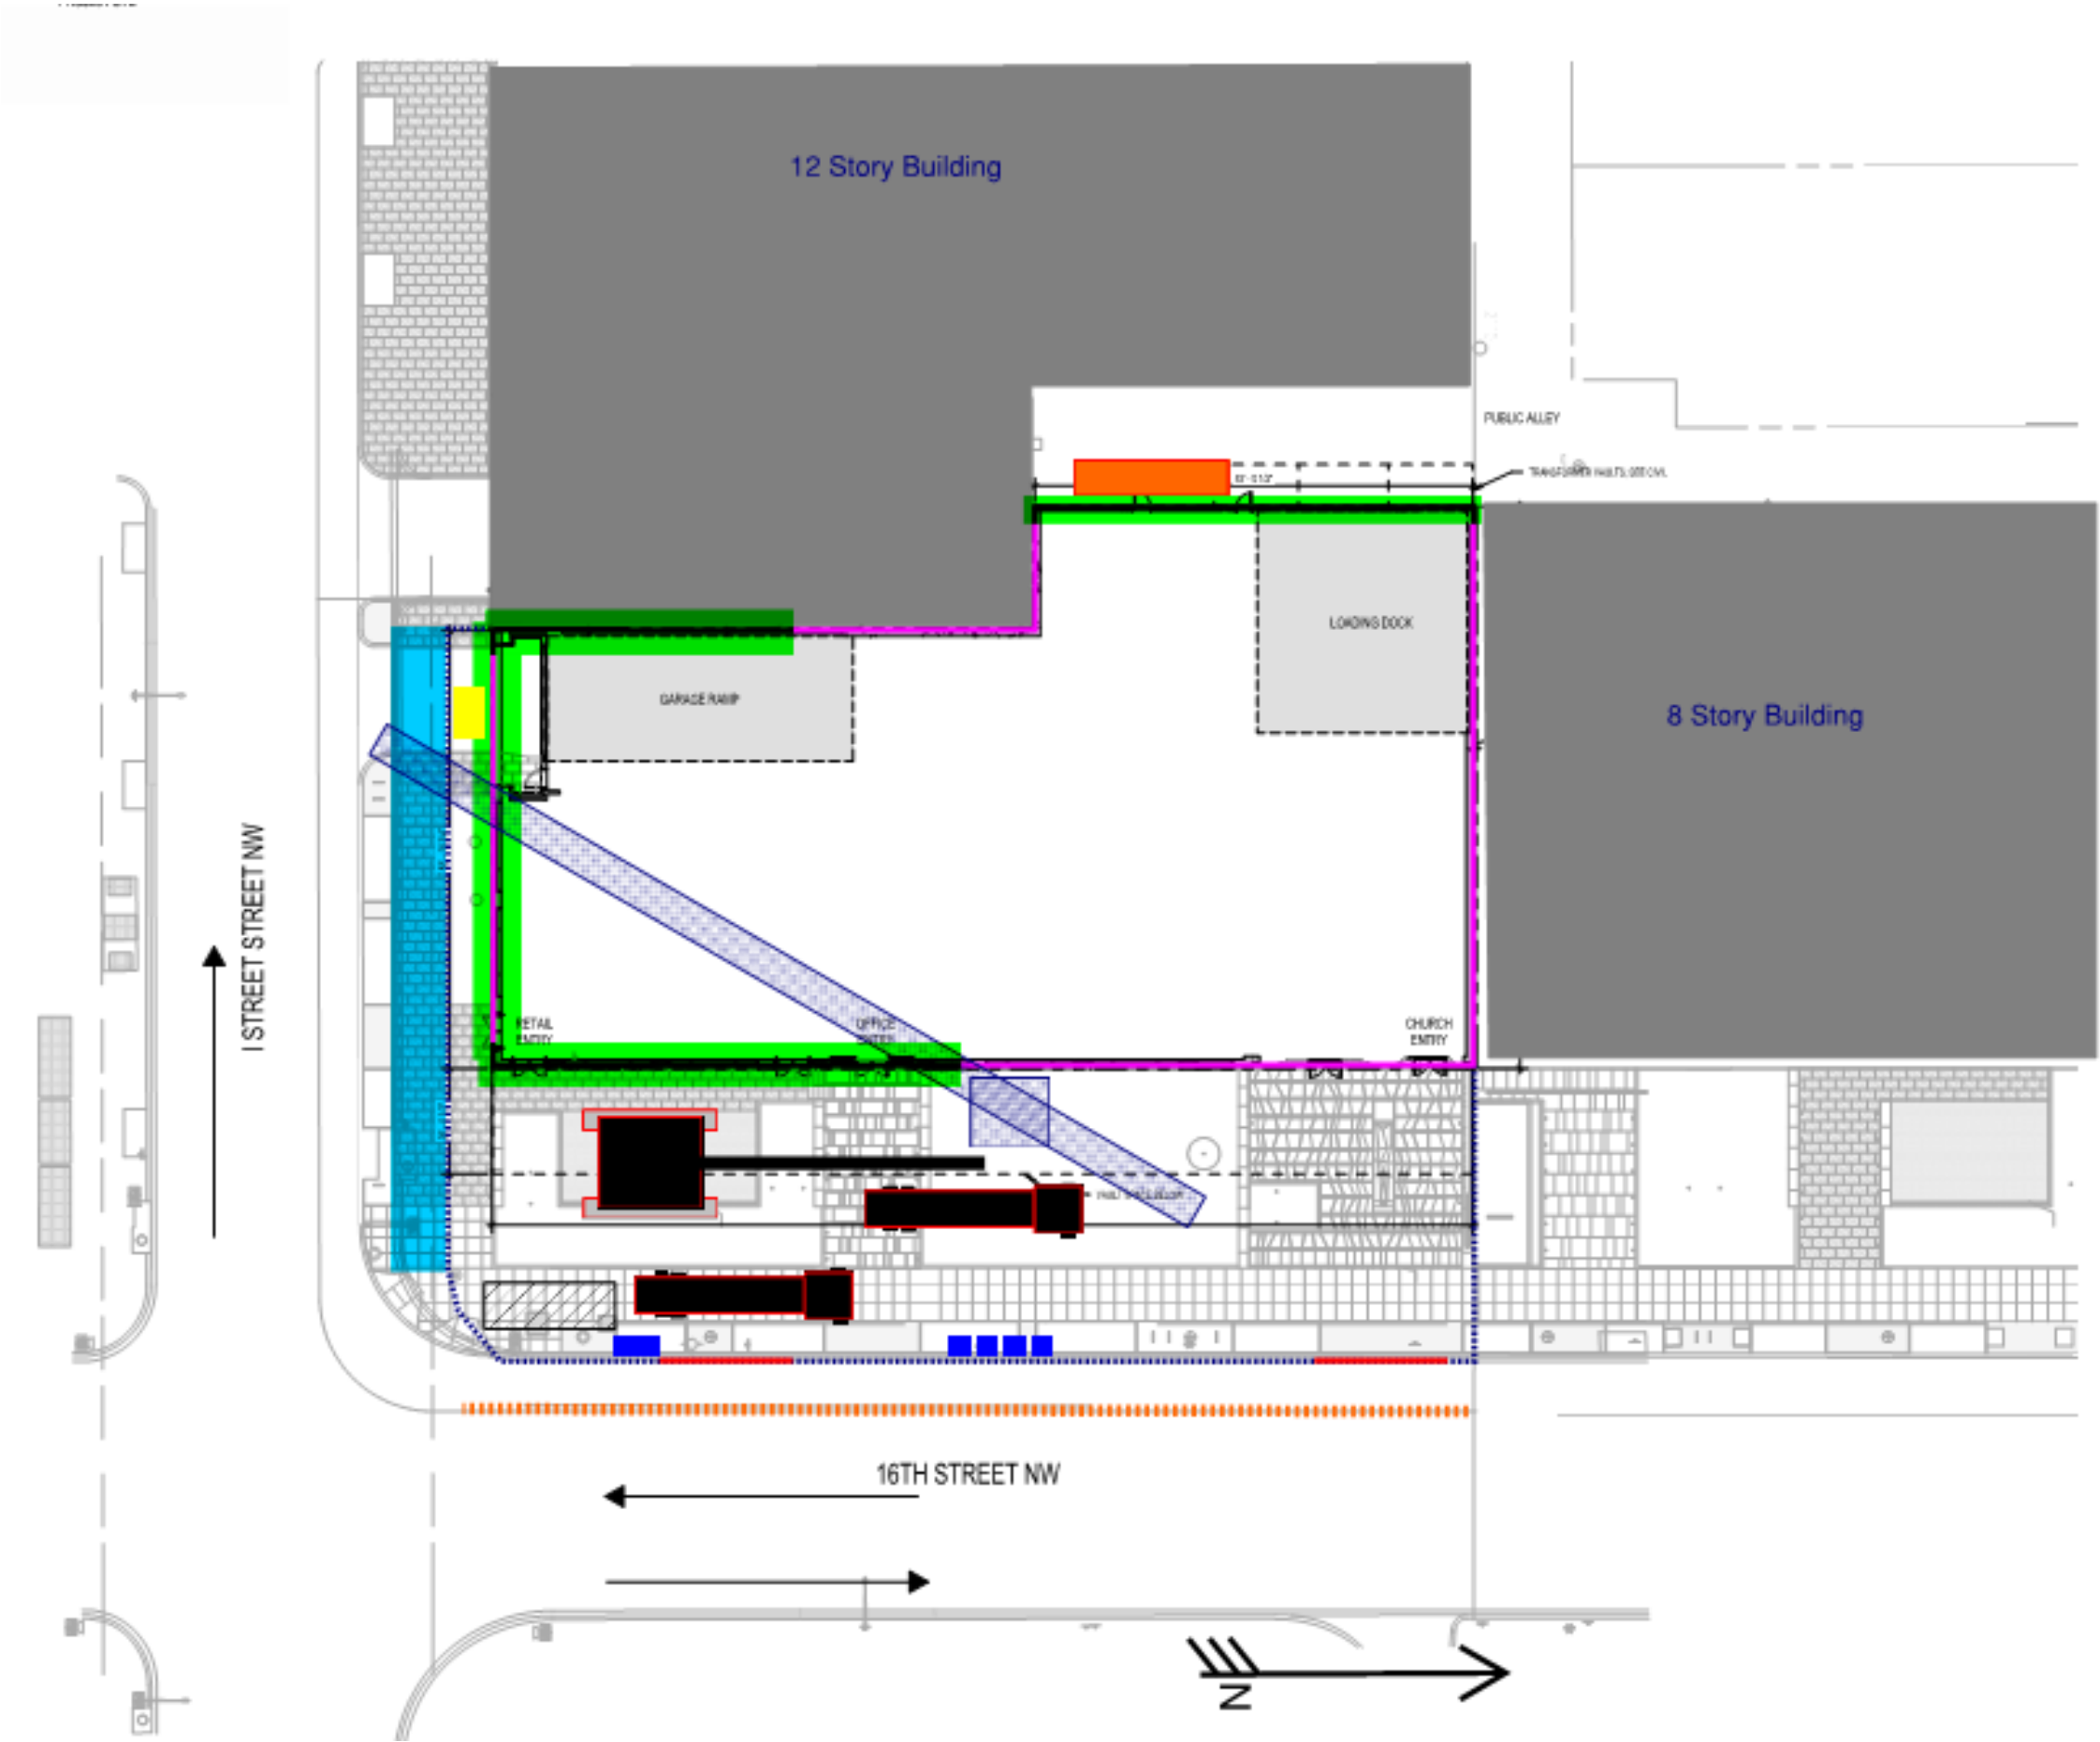 12 Story Building
PUBLIC ALLEY
LOADING DOCK
GARAGE RAMP
8 Story Building
I STREET STREET NW
RETAIL
ENTRY
OFFICE
CHURCH
ENTRY
16TH STREET NW
N